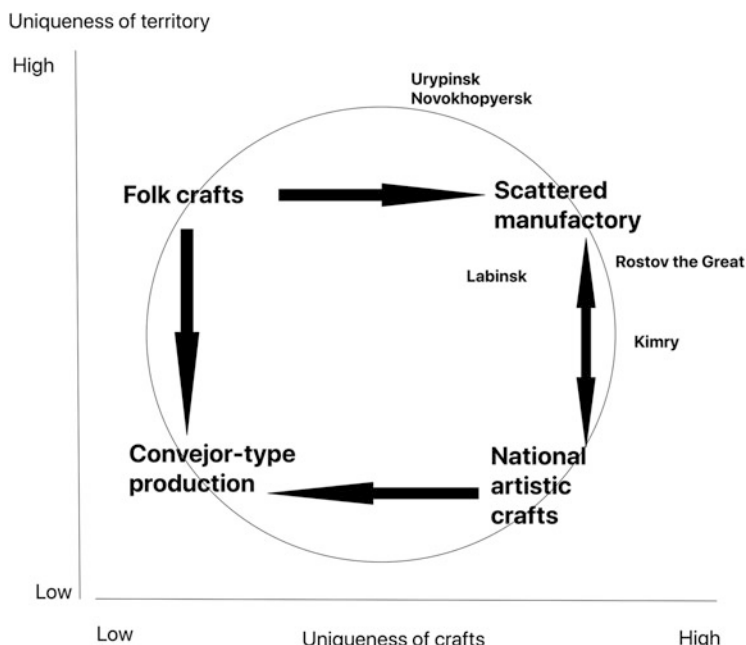 Uniqueness of territory
High
Urypinsk
Novokhopyersk
Folk crafts
Scattered
manufactory
Rostov the Great
Labinsk
Kimry
Convejor-type
production
National
artistic
crafts
Low
Low
Uniqueness of crafts
High